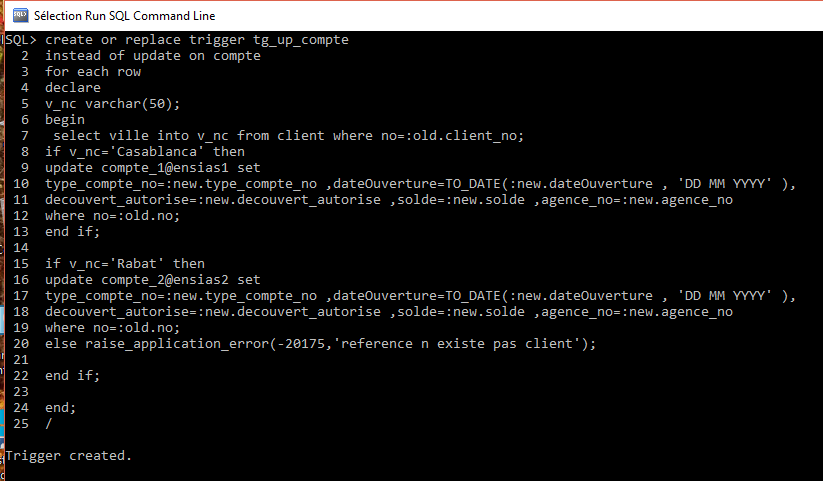 SQL>
Sélection Run SQL Command Line
SQL> create or replace trigger tg_up_compte
2 instead of update on compte
3 for each row
4 declare
5 v_nc varchar(50);
6 begin
7 select ville into v_nc from client where no=:old.client_no;
8 if v_nc='Casablanca' then
9 update compte_1@ensias1 set
10 type_compte_no=:new.type_compte_no ,dateOuverture=TO_DATE(:new.dateOuverture , 'DD MM YYYY' ),
11 decouvert_autorise=:new.decouvert_autorise ,solde=:new.solde ,agence_no=:new.agence_no
12 where no=:old.no;
13 end if;
14
15 if v_nc='Rabat' then
16 update compte_2@ensias2 set
17 type_compte_no=:new.type_compte_no ,dateOuverture=TO_DATE(:new.dateOuverture , 'DD MM YYYY' ),
18 decouvert_autorise=:new.decouvert_autorise ,solde=:new.solde ,agence_no=:new.agence_no
19 where no=:old.no;
20 else raise_application_error(-20175,'reference n existe pas client');
21
22 end if;
23
24 end;
25 /
Trigger created.